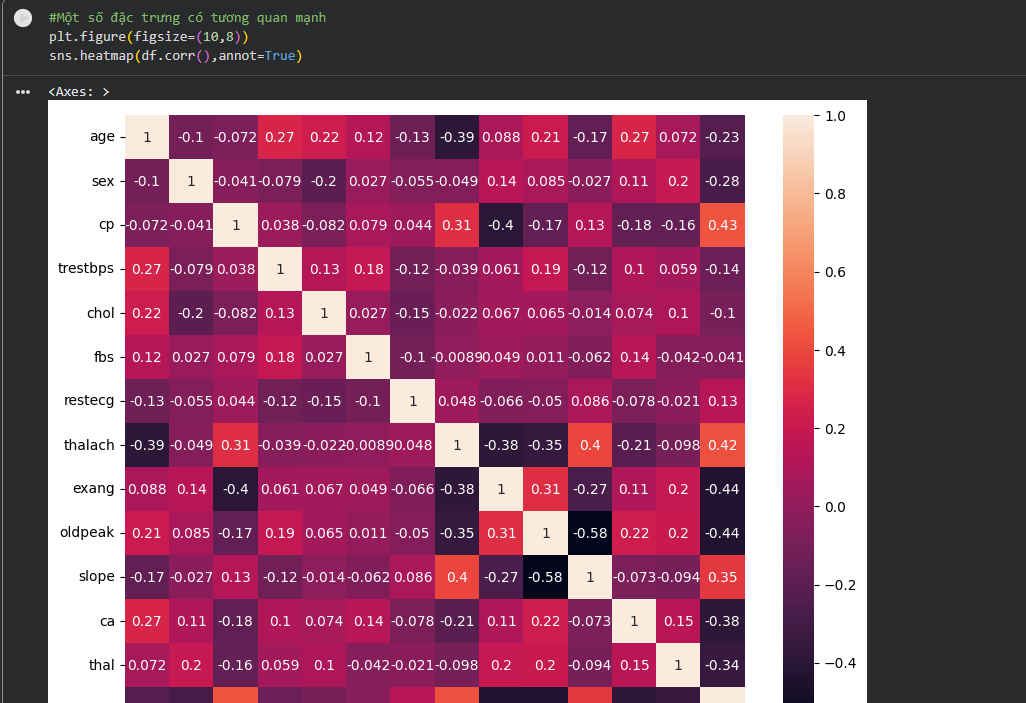 #Một số đặc trưng có tương quan mạnh
plt.figure(figsize=(10,8))
sns.heatmap(df.corr(),annot=True)
<Axes: >
age 1 -0.1 -0.072 0.27 0.22 0.12 -0.13 -0.39 0.088 0.21 -0.17 0.27 0.072 -0.23
sex -0.1 1 -0.041 -0.079 -0.2 0.027 -0.055 -0.049 0.14 0.085 -0.027 0.11 0.2 -0.28
cp -0.072 -0.041 1 0.038 -0.082 0.079 0.044 0.31 -0.4 -0.17 0.13 -0.18 -0.16 0.43
trestbps 0.27 -0.079 0.038 1 0.13 0.18 -0.12 -0.039 0.061 0.19 -0.12 0.1 0.059 -0.14
chol 0.22 -0.2 -0.082 0.13 1 0.027 -0.15 -0.022 0.067 0.065 -0.014 0.074 0.1 -0.1
fbs 0.12 0.027 0.079 0.18 0.027 1 -0.1 -0.0089 0.049 0.011 -0.062 0.14 -0.042 -0.041
restecg -0.13 -0.055 0.044 -0.12 -0.15 -0.1 1 0.048 -0.066 -0.05 0.086 -0.078 -0.021 0.13
thalach -0.39 -0.049 0.31 -0.039 -0.022 -0.0089 0.048 1 -0.38 -0.35 0.4 -0.21 -0.098 0.42
exang 0.088 0.14 -0.4 0.061 0.067 0.049 -0.066 -0.38 1 0.31 -0.27 0.11 0.2 -0.44
oldpeak 0.21 0.085 -0.17 0.19 0.065 0.011 -0.05 -0.35 0.31 1 -0.58 0.22 0.2 -0.44
slope -0.17 -0.027 0.13 -0.12 -0.014 -0.062 0.086 0.4 -0.27 -0.58 1 -0.073 -0.094 0.35
ca 0.27 0.11 -0.18 0.1 0.074 0.14 -0.078 -0.21 0.11 0.22 -0.073 1 0.15 -0.38
thal 0.072 0.2 -0.16 0.059 0.1 -0.042 -0.021 -0.098 0.2 0.2 -0.094 0.15 1 -0.34
1.0
0.8
0.6
0.4
0.2
0.0
−0.2
−0.4